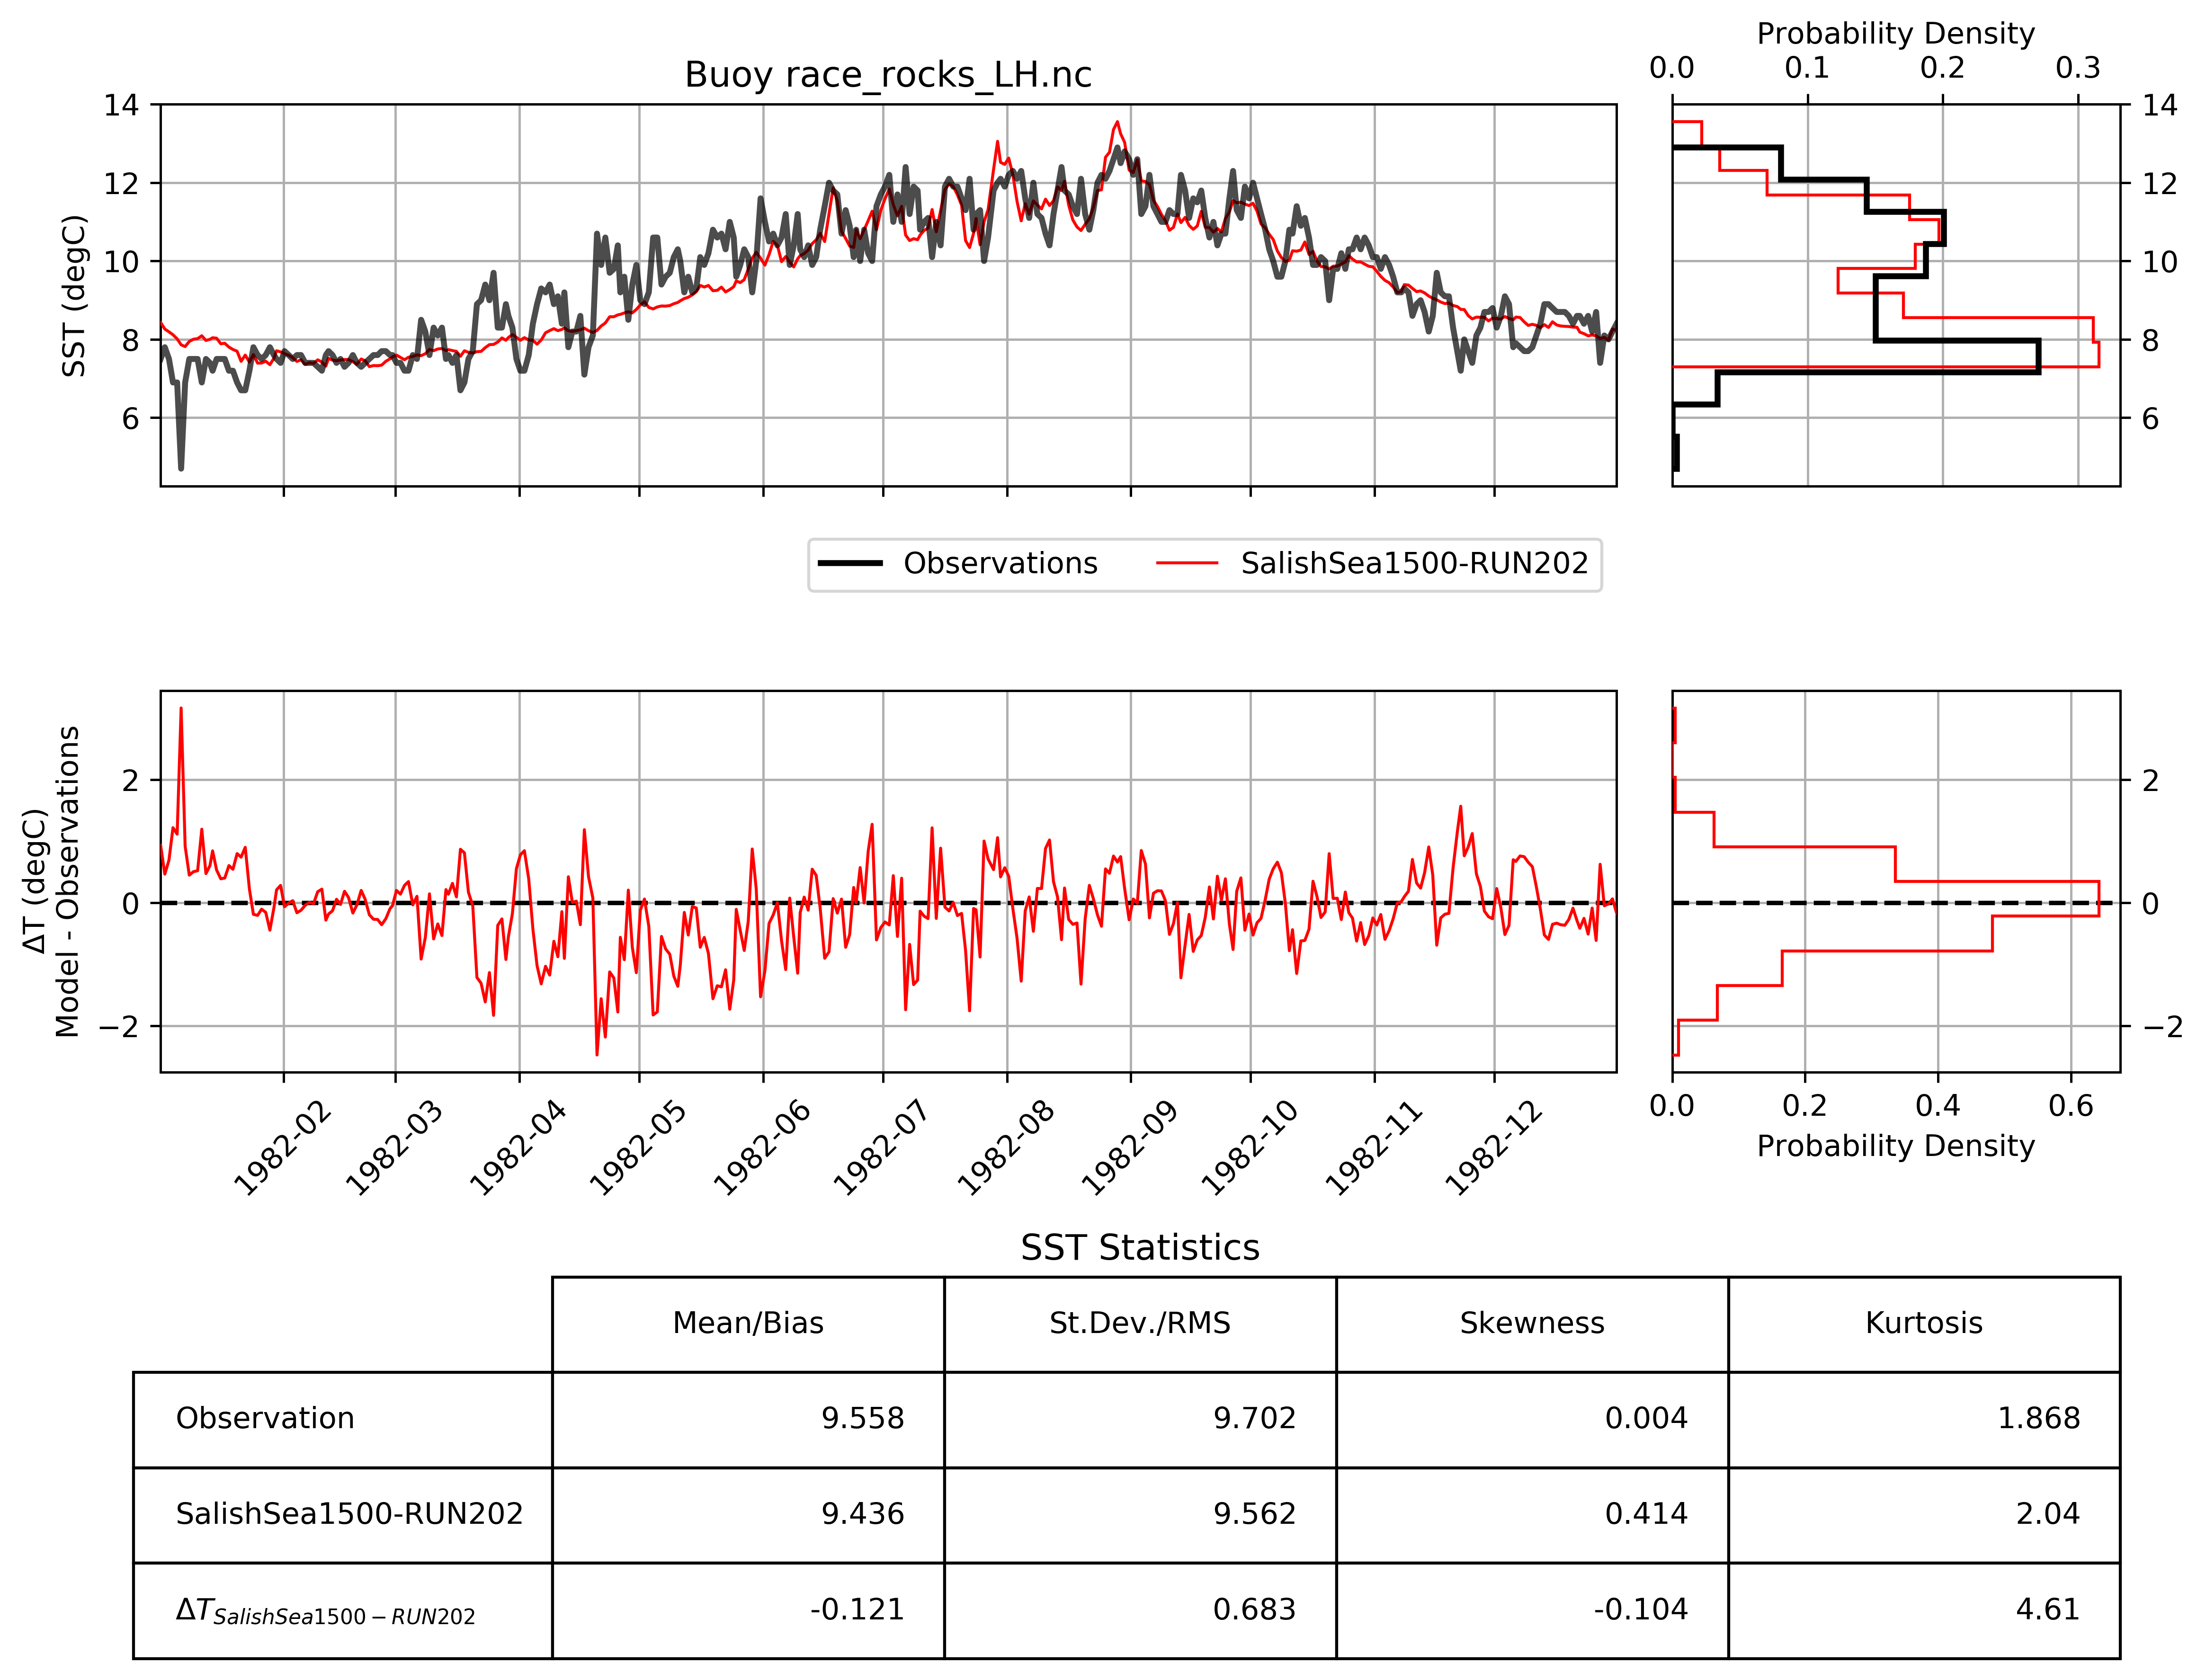 Probability Density
0.0 0.1 0.2 0.3
Buoy race_rocks_LH.nc
SST (degC)
14
12
10
8
6
14
12
10
8
6
Observations SalishSea1500-RUN202
ΔT (degC)
Model - Observations
2
0
−2
2
0
−2
1982-02 1982-03 1982-04 1982-05 1982-06 1982-07 1982-08 1982-09 1982-10 1982-11 1982-12
0.0 0.2 0.4 0.6
Probability Density
SST Statistics
Mean/Bias St.Dev./RMS Skewness Kurtosis
Observation 9.558 9.702 0.004 1.868
SalishSea1500-RUN202 9.436 9.562 0.414 2.04
ΔT SalishSea1500−RUN202 -0.121 0.683 -0.104 4.61